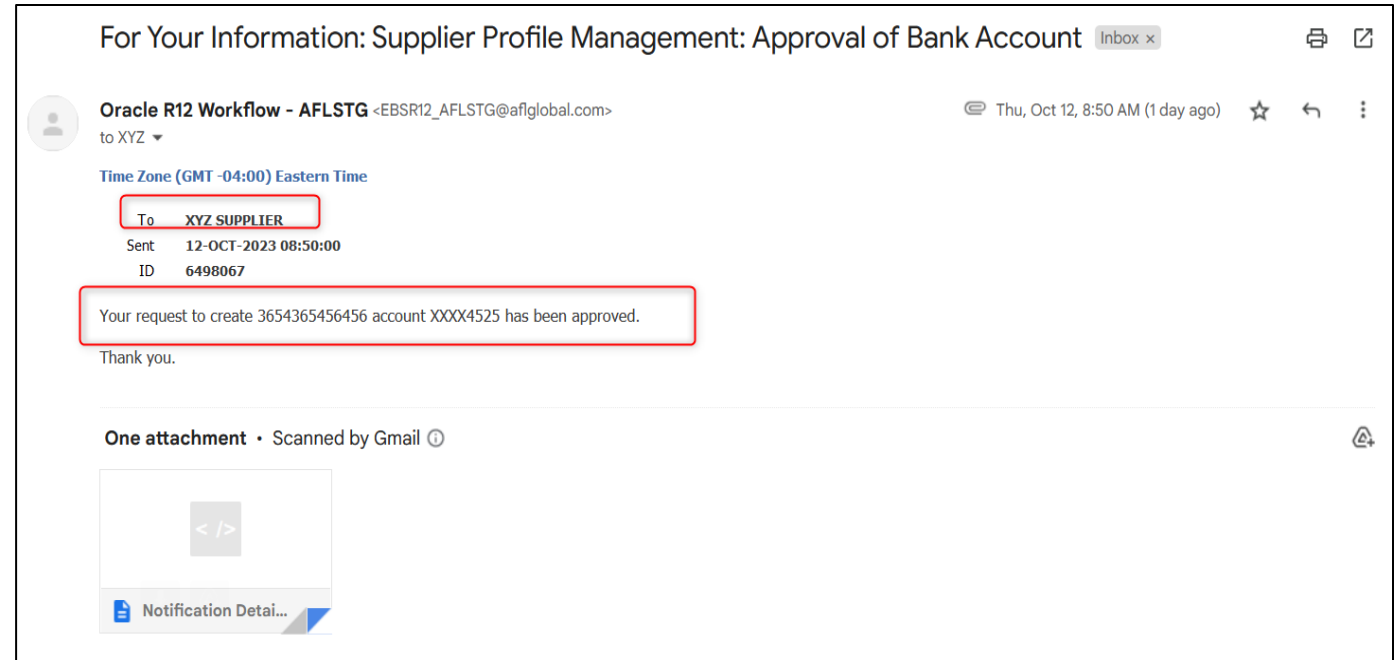 For Your Information: Supplier Profile Management: Approval of Bank Account Inbox ×
Oracle R12 Workflow - AFLSTG <EBSR12_AFLSTG@aflglobal.com> Thu, Oct 12, 8:50 AM (1 day ago)
to XYZ
Time Zone (GMT -04:00) Eastern Time
To XYZ SUPPLIER
Sent 12-OCT-2023 08:50:00
ID 6498067
Your request to create 3654365456456 account XXXX4525 has been approved.
Thank you.
One attachment • Scanned by Gmail
</>
Notification Detai...